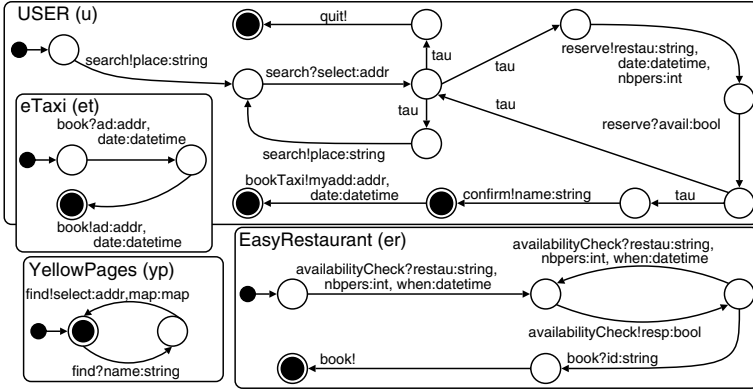 USER (u)
quit!
search!place:string
tau
reserve!restau:string,
date:datetime,
nbpers:int
search?select:addr
tau
tau
tau
reserve?avail:bool
search!place:string
bookTaxi!myadd:addr,
date:datetime
confirm!name:string
tau
eTaxi (et)
book?ad:addr,
date:datetime
book!ad:addr,
date:datetime
YellowPages (yp)
find!select:addr,map:map
find?name:string
EasyRestaurant (er)
availabilityCheck?restau:string,
nbpers:int, when:datetime
availabilityCheck?restau:string,
nbpers:int, when:datetime
availabilityCheck!resp:bool
book!
book?id:string